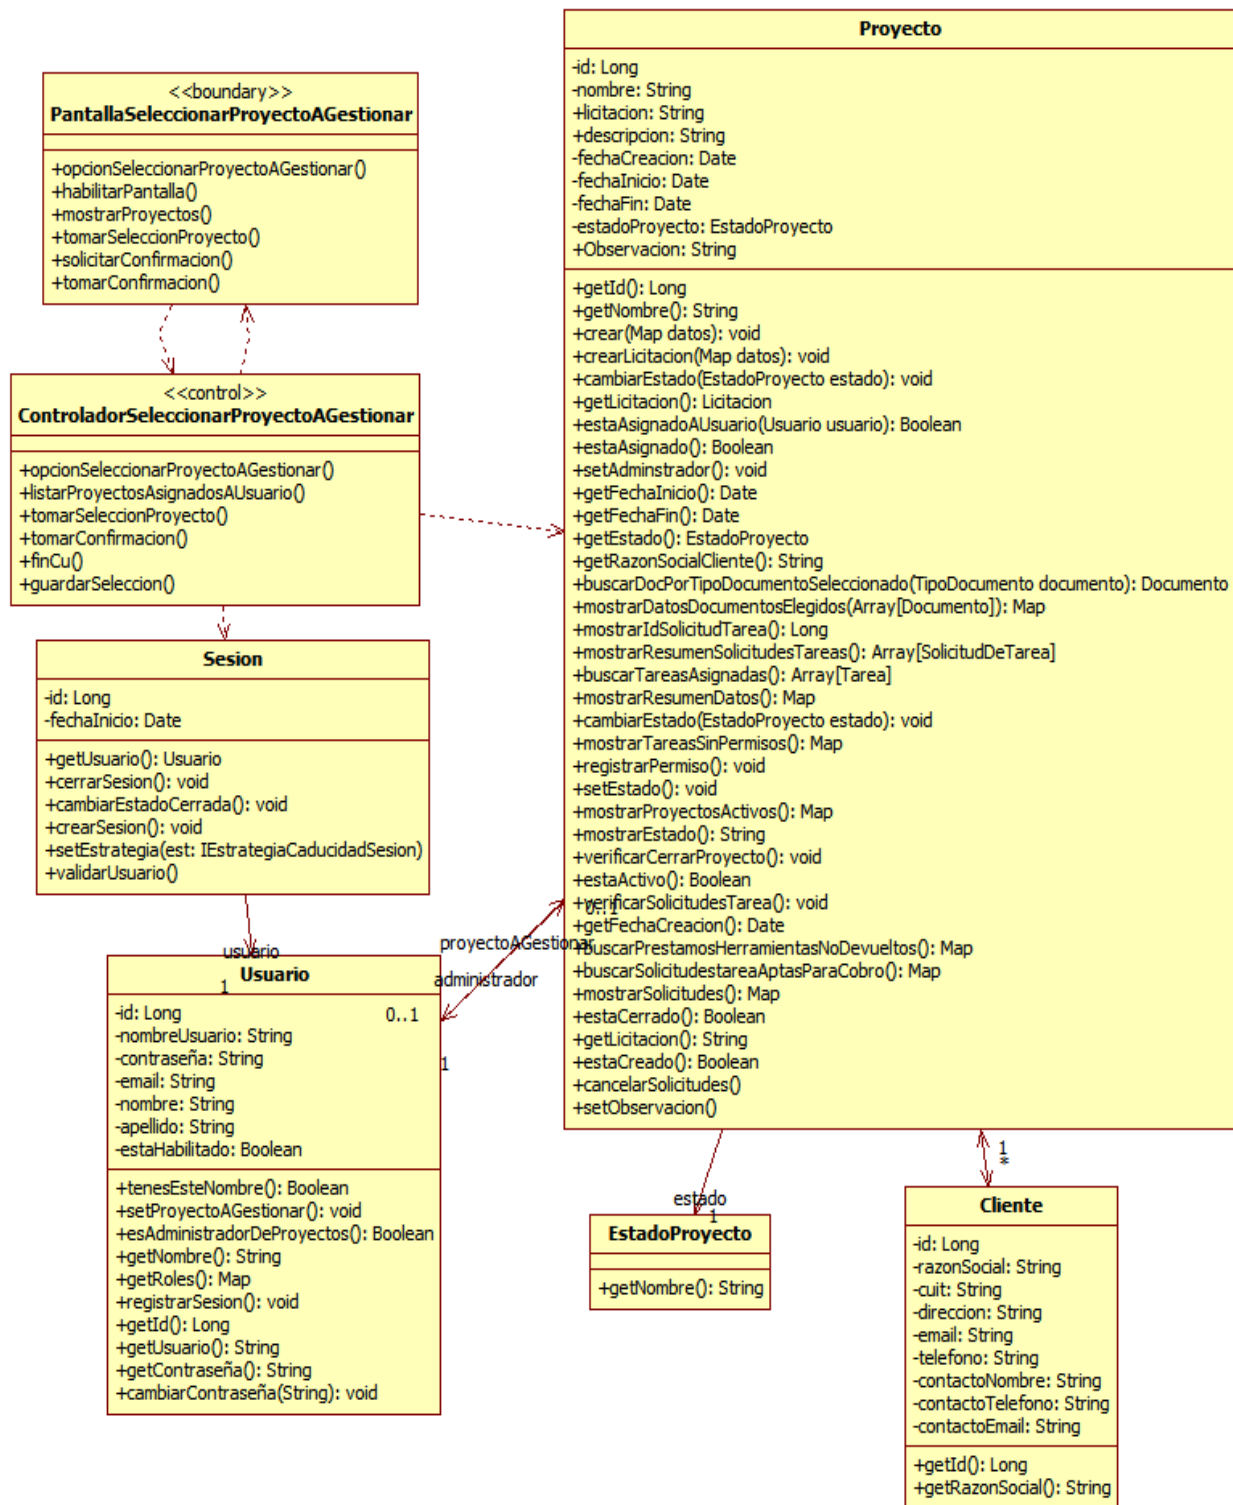 <<boundary>>
PantallaSeleccionarProyectoAGestionar
+opcionSeleccionarProyectoAGestionar()
+habilitarPantalla()
+mostrarProyectos()
+tomarSeleccionProyecto()
+solicitarConfirmacion()
+tomarConfirmacion()
<<control>>
ControladorSeleccionarProyectoAGestionar
+opcionSeleccionarProyectoAGestionar()
+listarProyectosAsignadosAUsuario()
+tomarSeleccionProyecto()
+tomarConfirmacion()
+finCu()
+guardarSeleccion()
Sesion
-id: Long
-fechaInicio: Date
+getUsuario(): Usuario
+cerrarSesion(): void
+cambiarEstadoCerrada(): void
+crearSesion(): void
+setEstrategia(est: IEstrategiaCaducidadSesion)
+validarUsuario()
usuario
1
Usuario
-id: Long
-nombreUsuario: String
-contraseña: String
-email: String
-nombre: String
-apellido: String
-estaHabilitado: Boolean
+tenesEsteNombre(): Boolean
+setProyectoAGestionar(): void
+esAdministradorDeProyectos(): Boolean
+getNombre(): String
+getRoles(): Map
+registrarSesion(): void
+getId(): Long
+getUsuario(): String
+getContraseña(): String
+cambiarContraseña(String): void
proyectoAGestionar
administrador
0..1
1
0..1
Proyecto
-id: Long
-nombre: String
+licitacion: String
+descripcion: String
-fechaCreacion: Date
-fechaInicio: Date
-fechaFin: Date
-estadoProyecto: EstadoProyecto
+Observacion: String
+getId(): Long
+getNombre(): String
+crear(Map datos): void
+crearLicitacion(Map datos): void
+cambiarEstado(EstadoProyecto estado): void
+getLicitacion(): Licitacion
+estaAsignadoAUsuario(Usuario usuario): Boolean
+estaAsignado(): Boolean
+setAdminstrador(): void
+getFechaInicio(): Date
+getFechaFin(): Date
+getEstado(): EstadoProyecto
+getRazonSocialCliente(): String
+buscarDocPorTipoDocumentoSeleccionado(TipoDocumento documento): Documento
+mostrarDatosDocumentosElegidos(Array[Documento]): Map
+mostrarIdSolicitudTarea(): Long
+mostrarResumenSolicitudesTareas(): Array[SolicitudDeTarea]
+buscarTareasAsignadas(): Array[Tarea]
+mostrarResumenDatos(): Map
+cambiarEstado(EstadoProyecto estado): void
+mostrarTareasSinPermisos(): Map
+registrarPermiso(): void
+setEstado(): void
+mostrarProyectosActivos(): Map
+mostrarEstado(): String
+verificarCerrarProyecto(): void
+estaActivo(): Boolean
+verificarSolicitudesTarea(): void
+getFechaCreacion(): Date
+buscarPrestamosHerramientasNoDevueltos(): Map
+buscarSolicitudestareaAptasParaCobro(): Map
+mostrarSolicitudes(): Map
+estaCerrado(): Boolean
+getLicitacion(): String
+estaCreado(): Boolean
+cancelarSolicitudes()
+setObservacion()
estado
1
EstadoProyecto
+getNombre(): String
1
*
Cliente
-id: Long
-razonSocial: String
-cuit: String
-direccion: String
-email: String
-telefono: String
-contactoNombre: String
-contactoTelefono: String
-contactoEmail: String
+getId(): Long
+getRazonSocial(): String